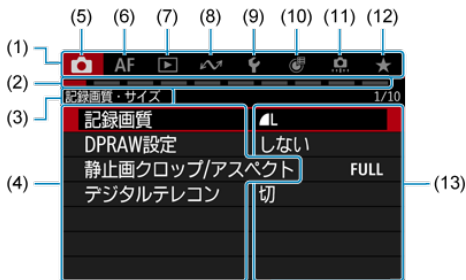 (5) (6) (7) (8) (9) (10) (11) (12)
(1)
AF
(2)
(3) 記録画質・サイズ 1/10
記録画質 L
DPRAW設定 しない
(4) 静止画クロップ/アスペクト FULL (13)
デジタルテレコン 切